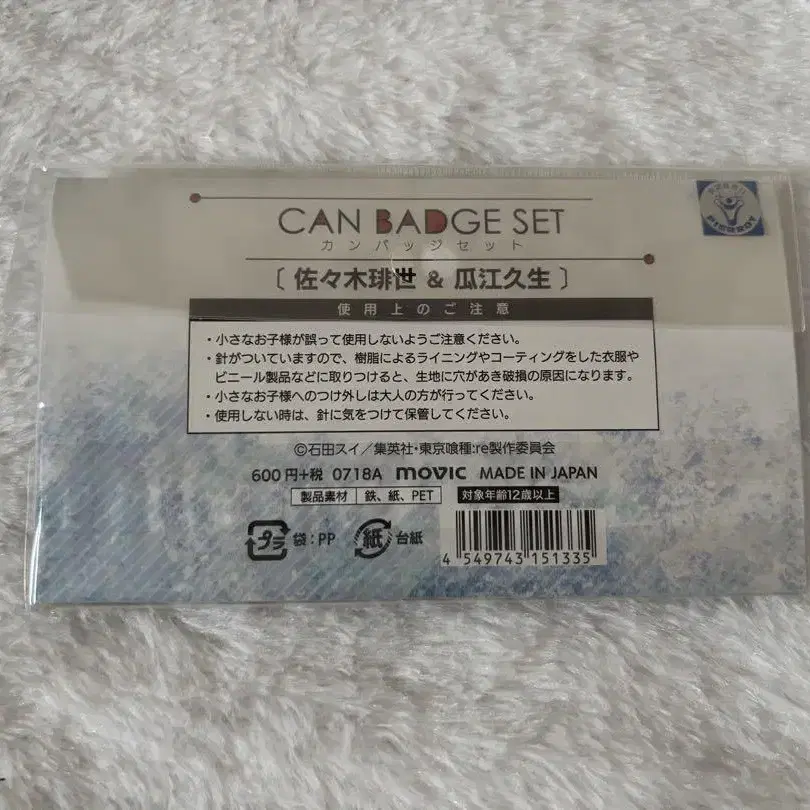 CAN BADGE SET
カンバッジセット
〔 佐々木琲世 & 瓜江久生 〕
使用上のご注意
・小さなお子様が誤って使用しないようご注意ください。
・針がついていますので、樹脂によるライニングやコーティングをした衣服や
ビニール製品などに取りつけると、生地に穴があき破損の原因になります。
・小さなお子様へのつけ外しは大人の方が行ってください。
・使用しない時は、針に気をつけて保管してください。
©石田スイ／集英社・東京喰種:re製作委員会
600円+税 0718A movic MADE IN JAPAN
製品素材 鉄、紙、PET 対象年齢12歳以上
プラ 袋:PP 紙 台紙
4 549743 151335